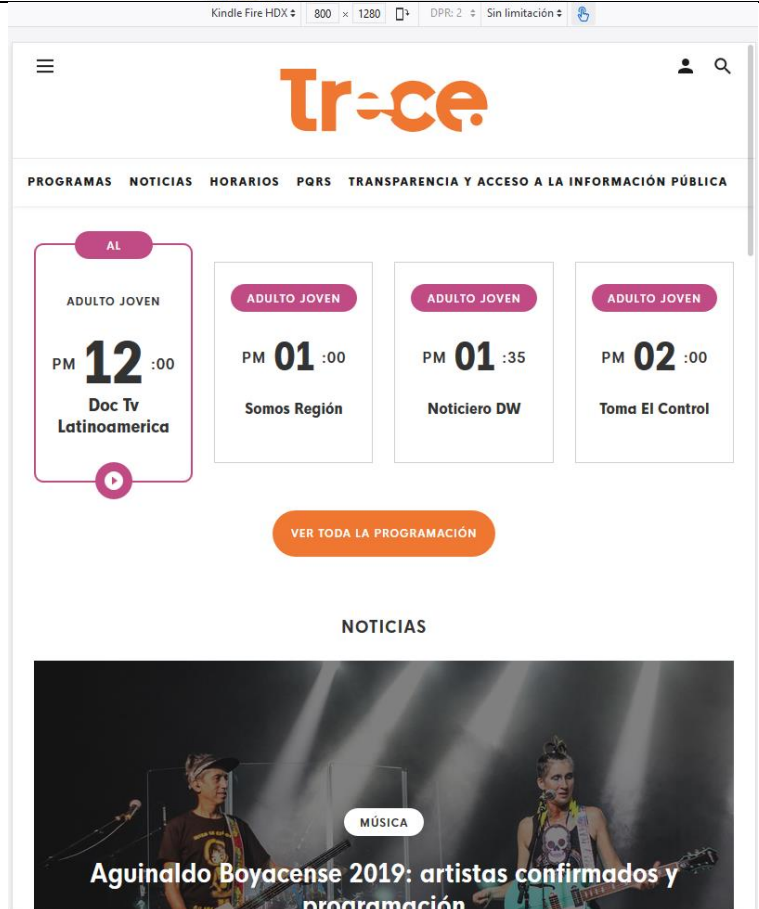 Kindle Fire HDX 800 × 1280 DPR: 2 Sin limitación
Trece
PROGRAMAS NOTICIAS HORARIOS PQRS TRANSPARENCIA Y ACCESO A LA INFORMACIÓN PÚBLICA
AL
ADULTO JOVEN
PM 12 :00
Doc Tv
Latinoamerica
ADULTO JOVEN
PM 01 :00
Somos Región
ADULTO JOVEN
PM 01 :35
Noticiero DW
ADULTO JOVEN
PM 02 :00
Toma El Control
VER TODA LA PROGRAMACIÓN
NOTICIAS
MÚSICA
Aguinaldo Boyacense 2019: artistas confirmados y
programación